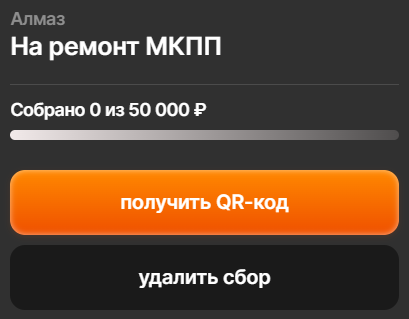 Алмаз
На ремонт МКПП
Собрано 0 из 50 000 ₽
получить QR-код
удалить сбор